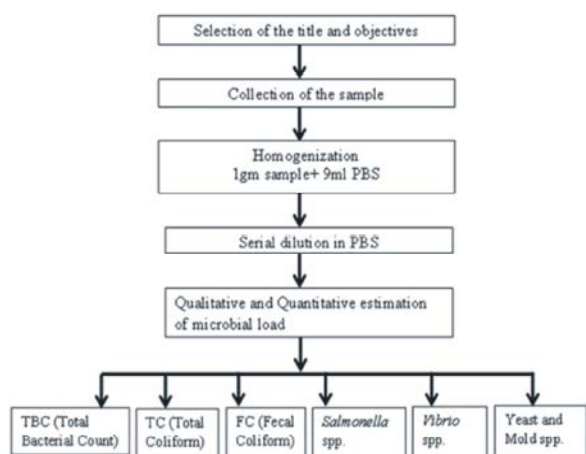 Selection of the title and objectives
Collection of the sample
Homogenization
1gm sample+ 9ml PBS
Serial dilution in PBS
Qualitative and Quantitative estimation
of microbial load
TBC (Total
Bacterial Count)
TC (Total
Coliform)
FC (Fecal
Coliform)
Salmonella
spp.
Vibrio
spp.
Yeast and
Mold spp.